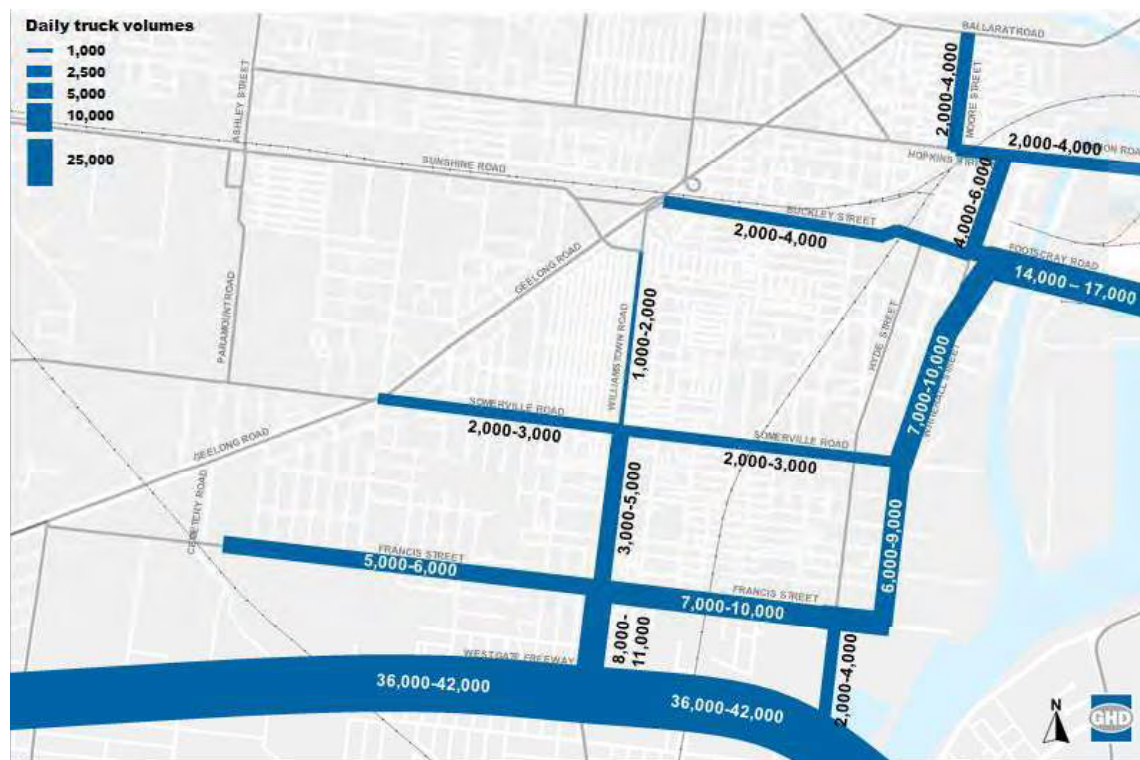 Daily truck volumes
1,000
2,500
5,000
10,000
25,000
BALLARAT ROAD
ASHLEY STREET
2,000-4,000
MOORE STREET
2,000-4,000
SUNSHINE ROAD
4,000-6,000
BUCKLEY STREET
2,000-4,000
FOOTSCRAY ROAD
14,000 – 17,000
GEELONG ROAD
PARAMOUNT ROAD
WILLIAMSTOWN ROAD
1,000-2,000
HYDE STREET
7,000-10,000
SOMERVILLE ROAD
2,000-3,000
SOMERVILLE ROAD
2,000-3,000
GEELONG ROAD
CEMETERY ROAD
3,000-5,000
6,000-9,000
FRANCIS STREET
5,000-6,000
FRANCIS STREET
7,000-10,000
8,000-
11,000
WESTGATE FREEWAY
36,000-42,000
36,000-42,000
2,000-4,000
N
GHD